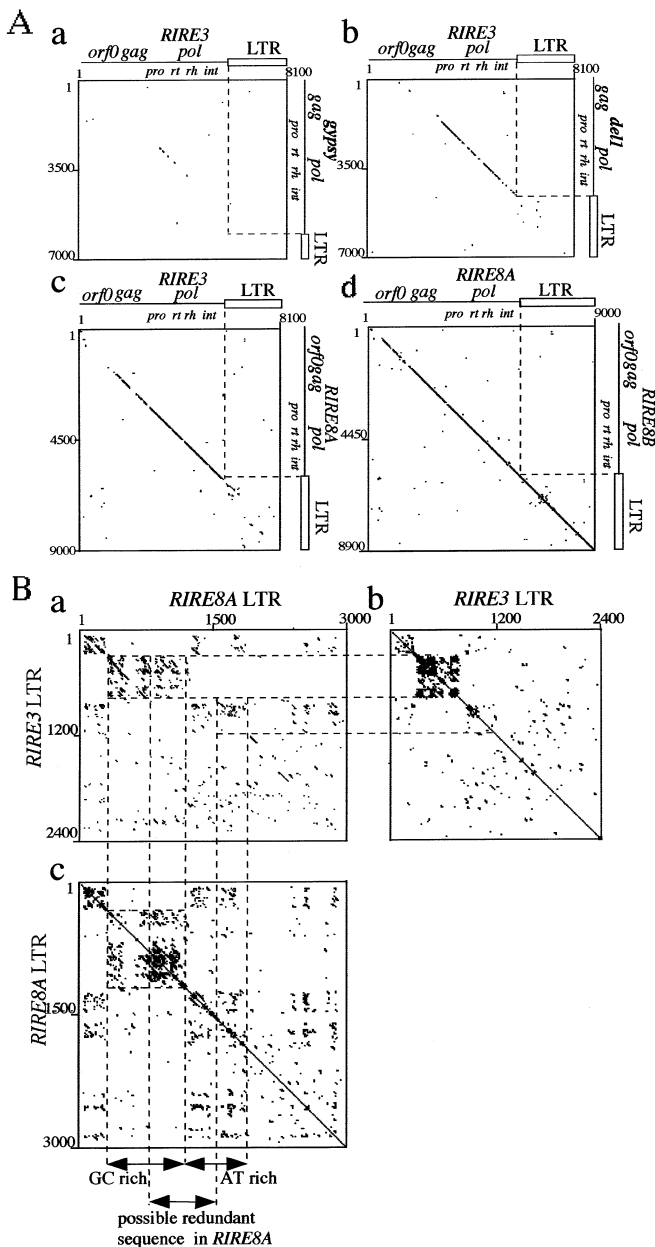 A
a
RIRE3
orf0 gag pol LTR
pro rt rh int
1 8100
1
3500
7000
gag pol
gypsy
pro rt rh int
LTR
b
RIRE3
orf0 gag pol LTR
pro rt rh int
1 8100
1
3500
7000
gag pol
del1
pro rt rh int
LTR
c
RIRE3
orf0 gag pol LTR
pro rt rh int
1 8100
1
4500
9000
orf0 gag pol
RIRE8A
pro rt rh int
LTR
d
RIRE8A
orf0 gag pol LTR
pro rt rh int
1 9000
1
4450
8900
orf0 gag pol
RIRE8B
pro rt rh int
LTR
B
a
RIRE8A LTR
1 1500 3000
RIRE3 LTR
1
1200
2400
b
RIRE3 LTR
1 1200 2400
c
RIRE8A LTR
1
1500
3000
GC rich AT rich
possible redundant
sequence in RIRE8A